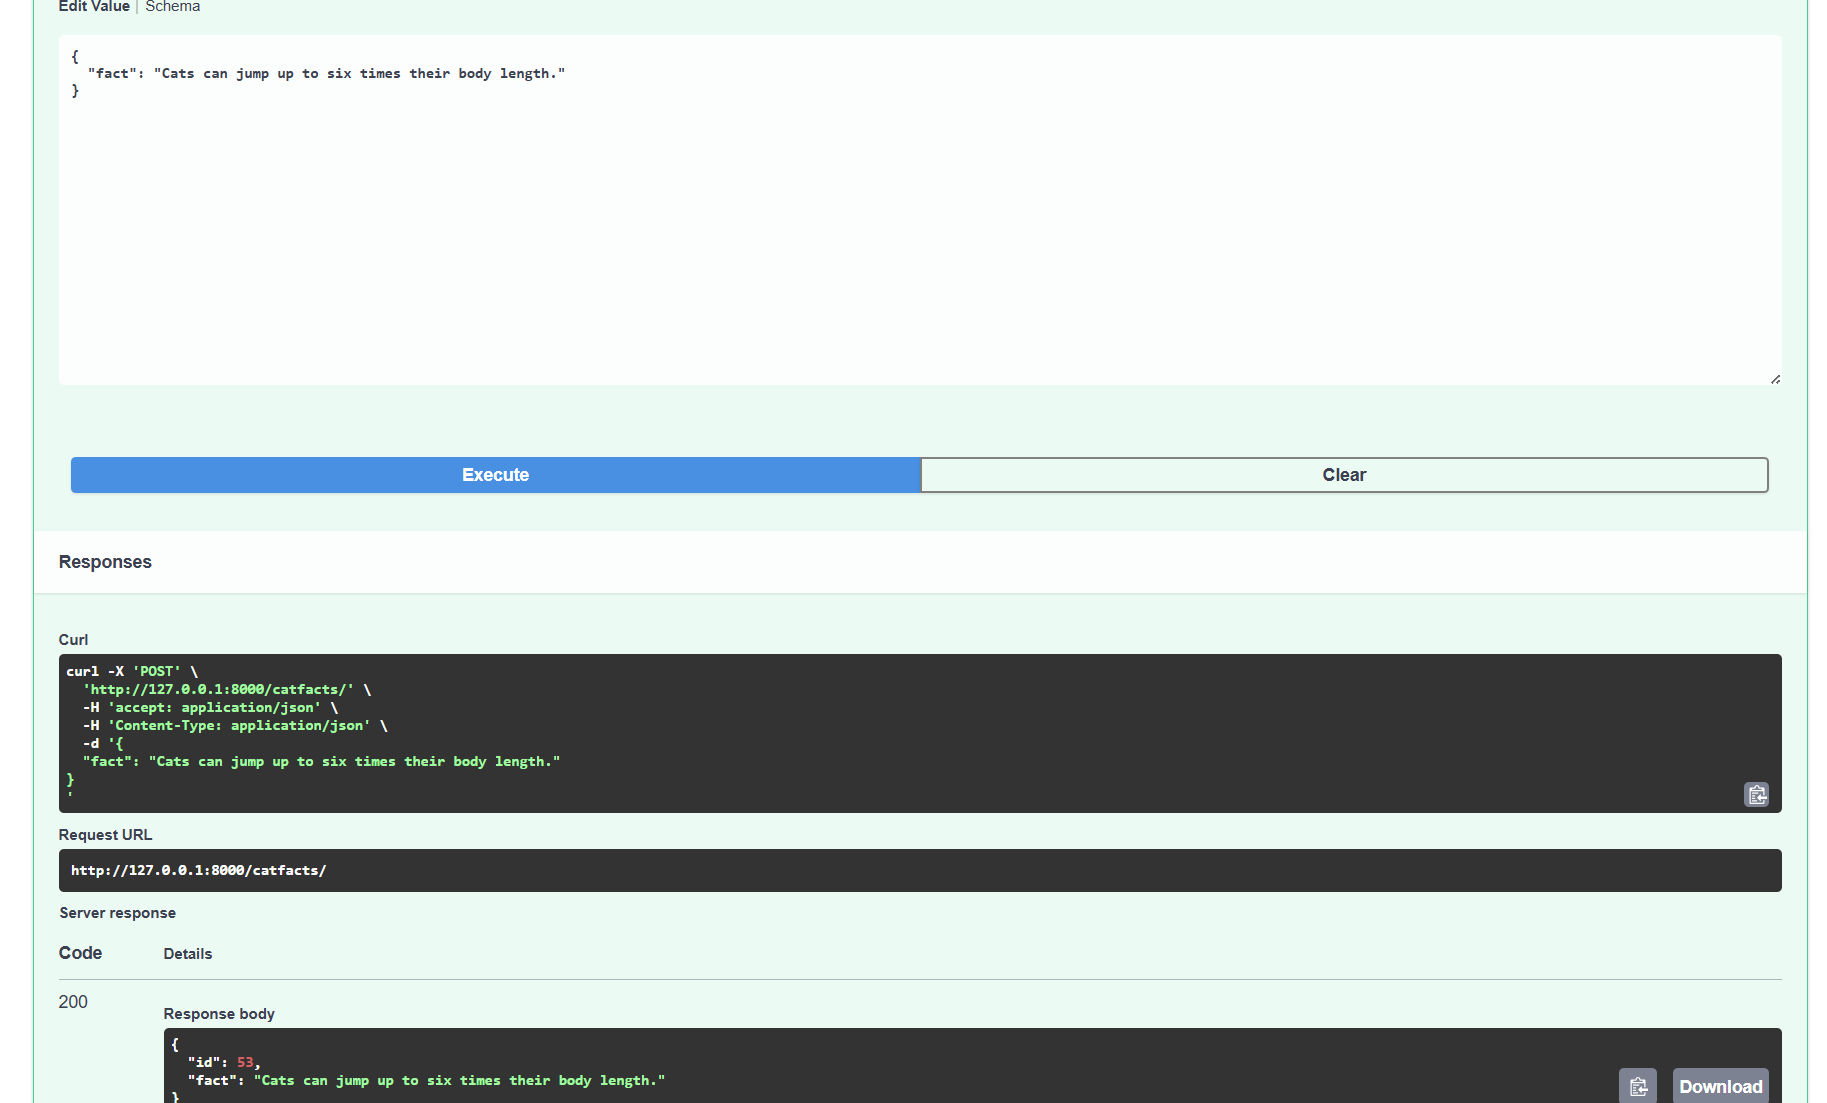 Edit Value | Schema
{
  "fact": "Cats can jump up to six times their body length."
}
Execute
Clear
Responses
Curl
curl -X 'POST' \
  'http://127.0.0.1:8000/catfacts/' \
  -H 'accept: application/json' \
  -H 'Content-Type: application/json' \
  -d '{
  "fact": "Cats can jump up to six times their body length."
}
'
Request URL
http://127.0.0.1:8000/catfacts/
Server response
Code Details
200
Response body
{
  "id": 53,
  "fact": "Cats can jump up to six times their body length."
}
Download